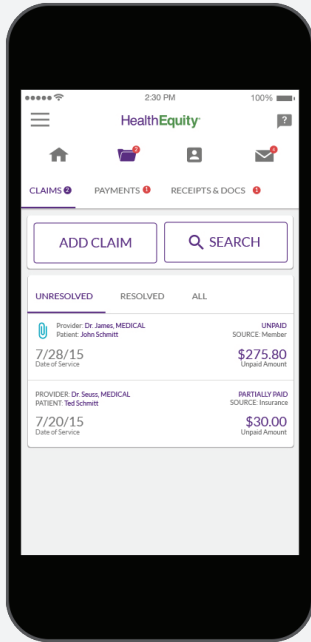 2:30 PM 100%
HealthEquity
?
CLAIMS 2 PAYMENTS 1 RECEIPTS & DOCS 1
ADD CLAIM SEARCH
UNRESOLVED RESOLVED ALL
Provider: Dr. James, MEDICAL UNPAID
Patient: John Schmitt SOURCE: Member
7/28/15 $275.80
Date of Service Unpaid Amount
PROVIDER: Dr. Seuss, MEDICAL PARTIALLY PAID
PATIENT: Ted Schmitt SOURCE: Insurance
7/20/15 $30.00
Date of Service Unpaid Amount